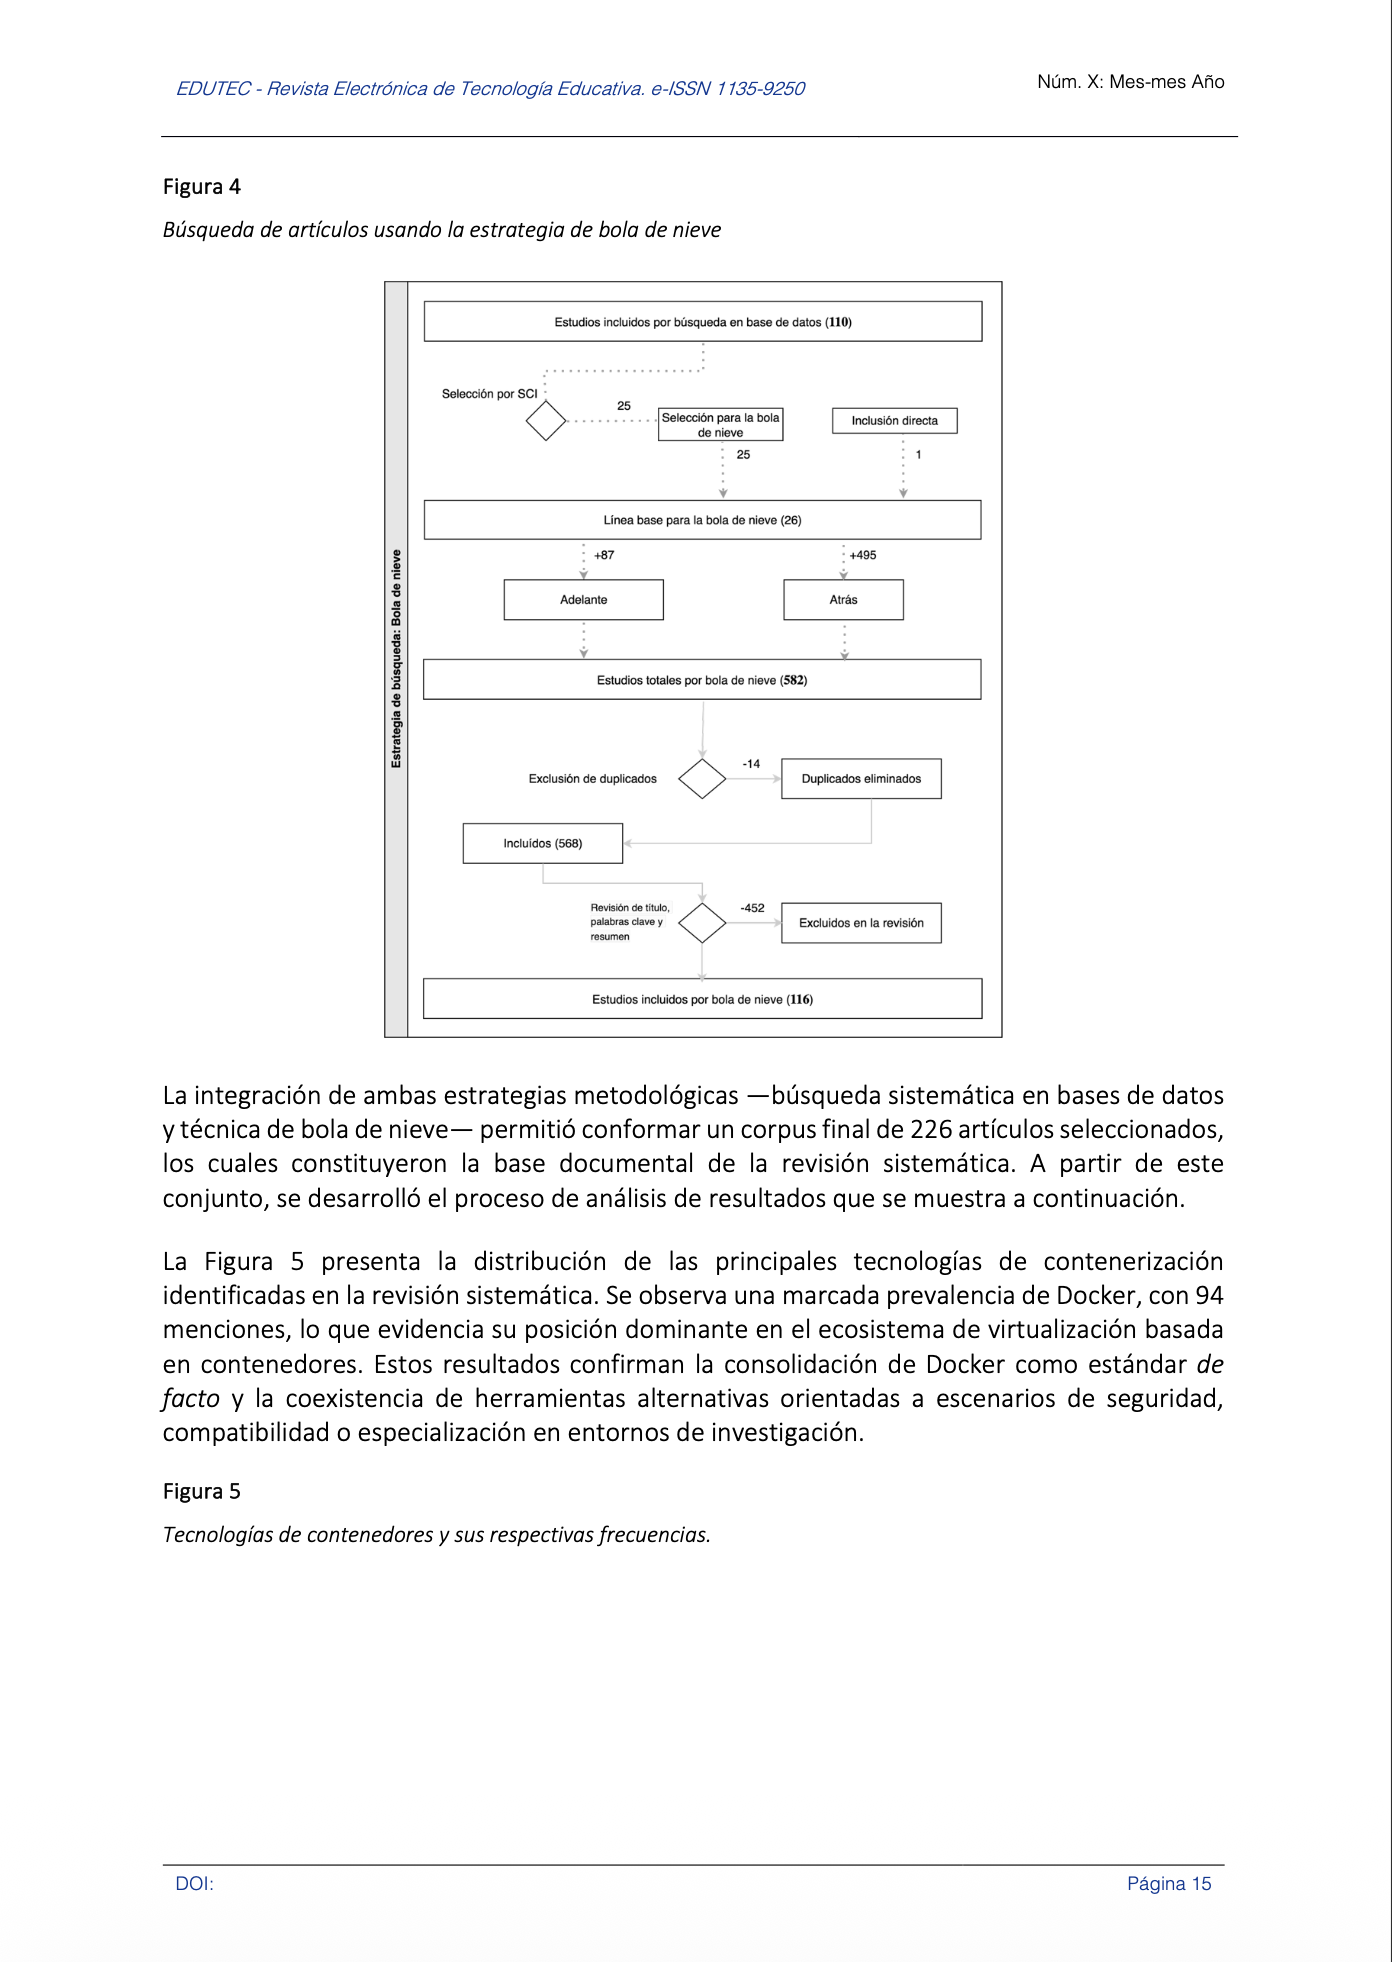 EDUTEC - Revista Electrónica de Tecnología Educativa. e-ISSN 1135-9250
Núm. X: Mes-mes Año
Figura 4
Búsqueda de artículos usando la estrategia de bola de nieve
Estrategia de búsqueda: Bola de nieve
Estudios incluidos por búsqueda en base de datos (110)
Selección por SCI
25
Selección para la bola
de nieve
Inclusión directa
25
1
Línea base para la bola de nieve (26)
+87
+495
Adelante
Atrás
Estudios totales por bola de nieve (582)
Exclusión de duplicados
-14
Duplicados eliminados
Incluídos (568)
Revisión de título,
palabras clave y
resumen
-452
Excluidos en la revisión
Estudios incluidos por bola de nieve (116)
La integración de ambas estrategias metodológicas —búsqueda sistemática en bases de datos
y técnica de bola de nieve— permitió conformar un corpus final de 226 artículos seleccionados,
los cuales constituyeron la base documental de la revisión sistemática. A partir de este
conjunto, se desarrolló el proceso de análisis de resultados que se muestra a continuación.
La Figura 5 presenta la distribución de las principales tecnologías de contenerización
identificadas en la revisión sistemática. Se observa una marcada prevalencia de Docker, con 94
menciones, lo que evidencia su posición dominante en el ecosistema de virtualización basada
en contenedores. Estos resultados confirman la consolidación de Docker como estándar de
facto y la coexistencia de herramientas alternativas orientadas a escenarios de seguridad,
compatibilidad o especialización en entornos de investigación.
Figura 5
Tecnologías de contenedores y sus respectivas frecuencias.
DOI:
Página 15